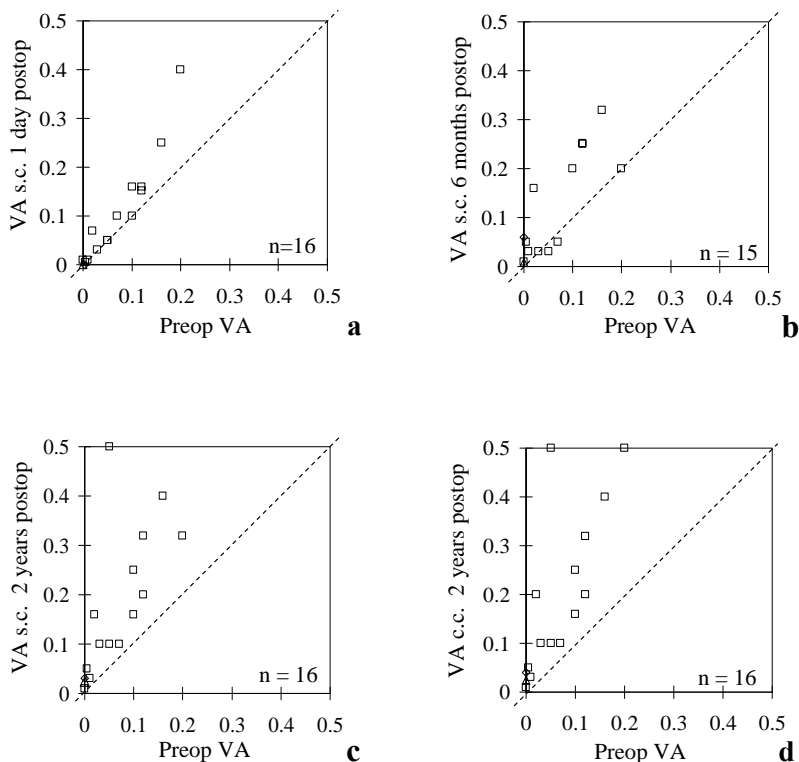 0.5
0.4
0.3
0.2
0.1
0
VA s.c. 1 day postop
n=16
0 0.1 0.2 0.3 0.4 0.5
Preop VA
a
0.5
0.4
0.3
0.2
0.1
0
VA s.c. 6 months postop
n = 15
0 0.1 0.2 0.3 0.4 0.5
Preop VA
b
0.5
0.4
0.3
0.2
0.1
0
VA s.c. 2 years postop
n = 16
0 0.1 0.2 0.3 0.4 0.5
Preop VA
c
0.5
0.4
0.3
0.2
0.1
0
VA c.c. 2 years postop
n = 16
0 0.1 0.2 0.3 0.4 0.5
Preop VA
d